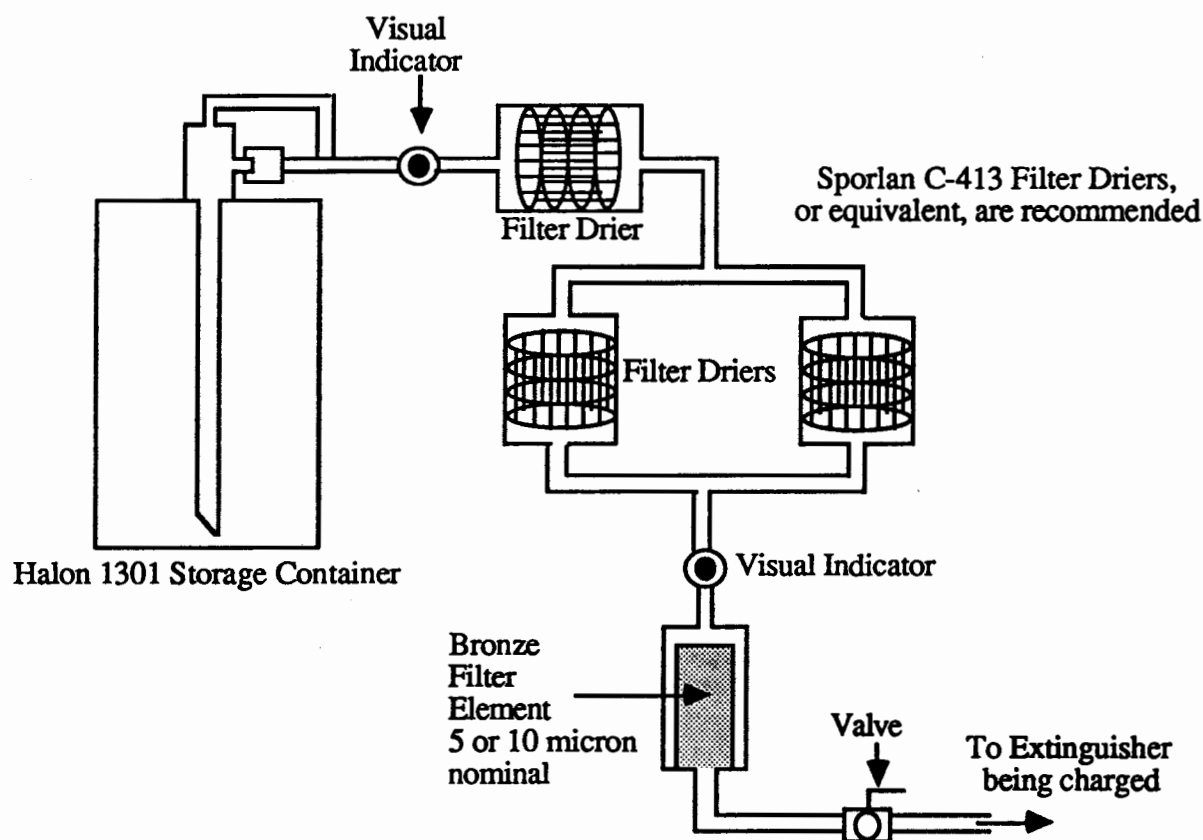 Visual
Indicator
Filter Drier
Sporlan C-413 Filter Driers,
or equivalent, are recommended
Filter Driers
Halon 1301 Storage Container
Visual Indicator
Bronze
Filter
Element
5 or 10 micron
nominal
Valve
To Extinguisher
being charged